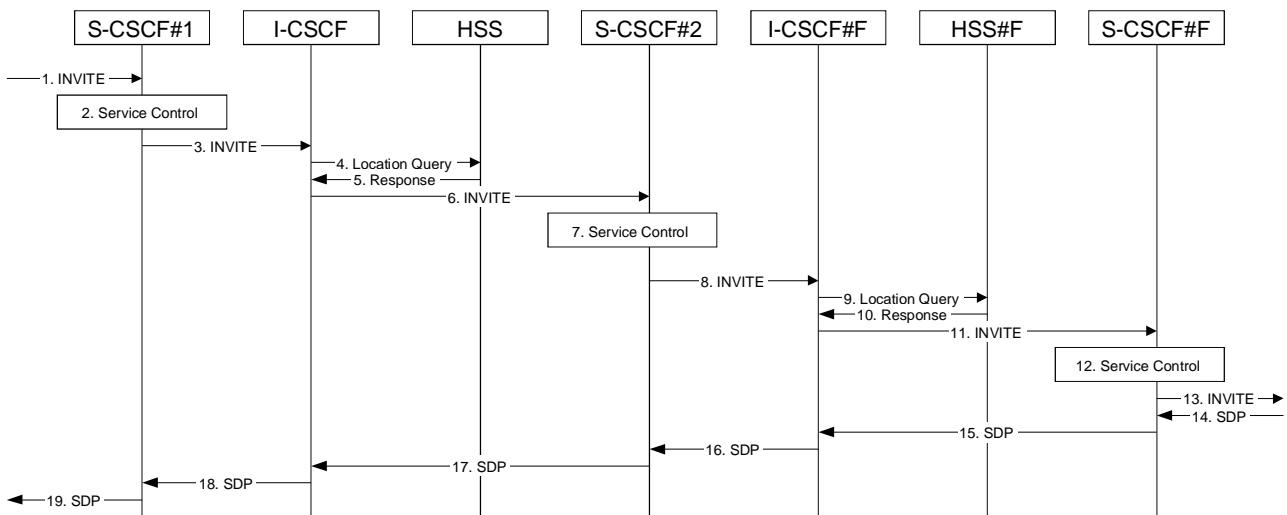 S-CSCF#1
I-CSCF
HSS
S-CSCF#2
I-CSCF#F
HSS#F
S-CSCF#F
1. INVITE
2. Service Control
3. INVITE
4. Location Query
5. Response
6. INVITE
7. Service Control
8. INVITE
9. Location Query
10. Response
11. INVITE
12. Service Control
13. INVITE
14. SDP
15. SDP
16. SDP
17. SDP
18. SDP
19. SDP